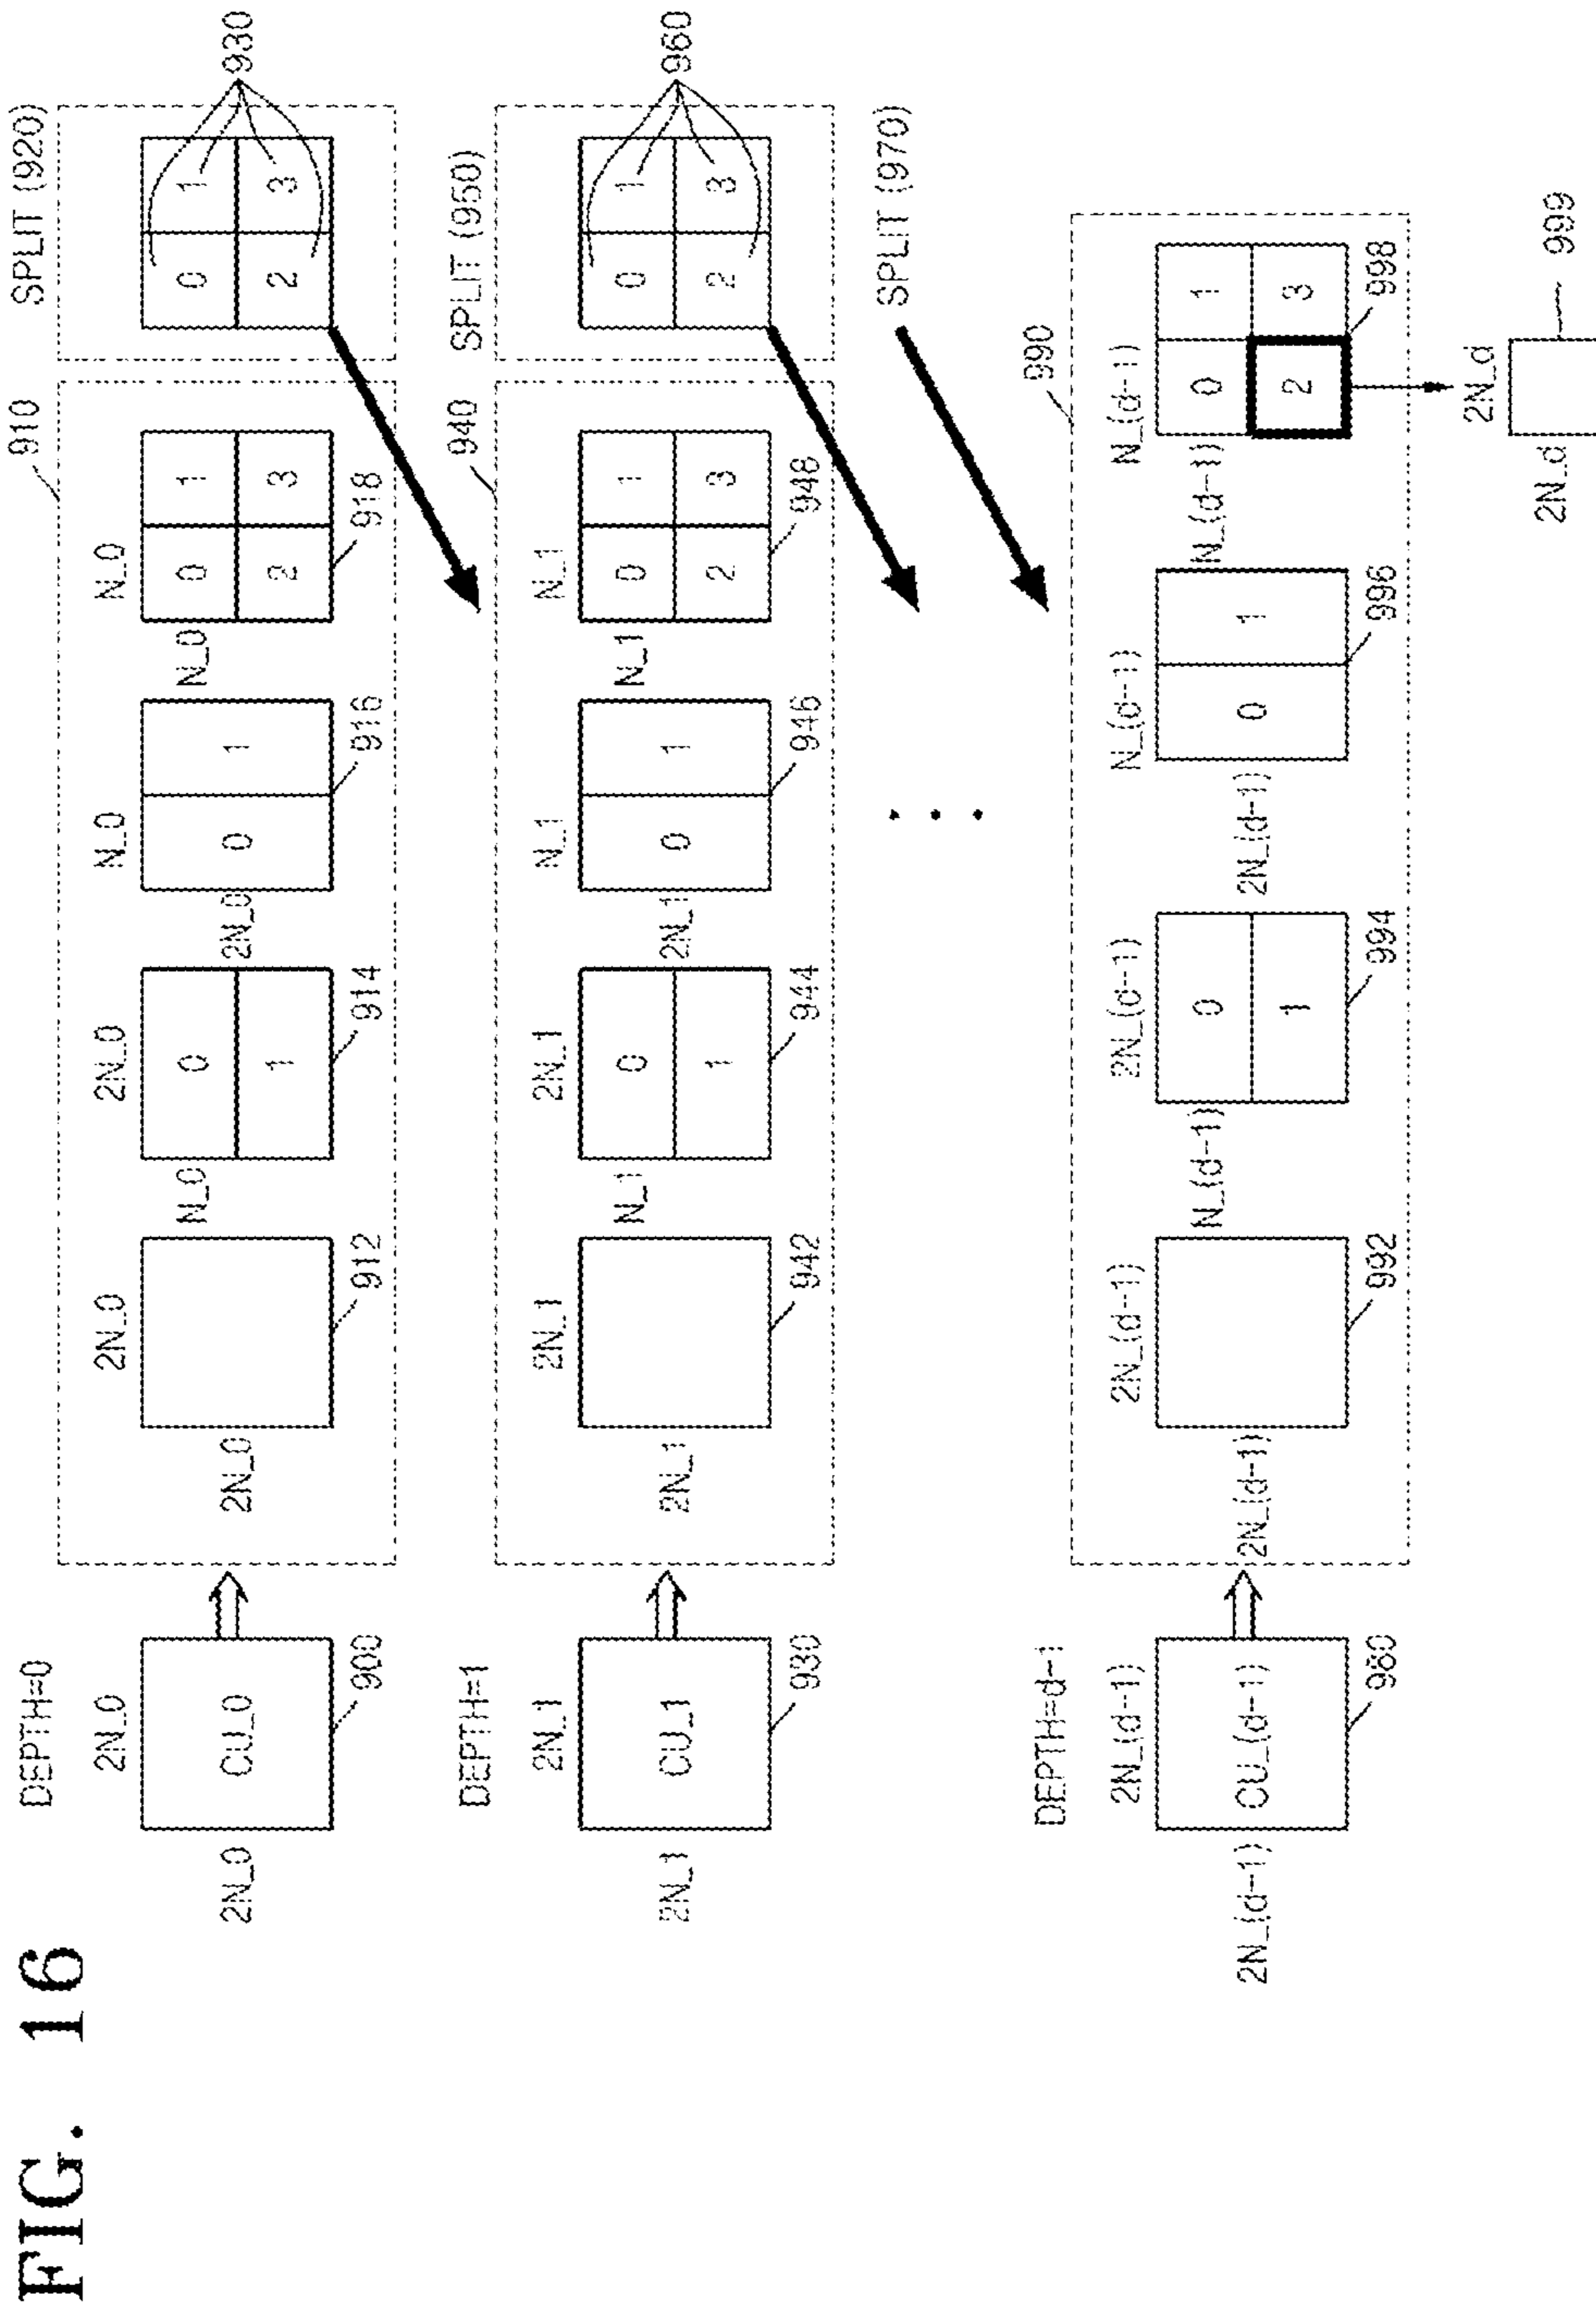 FIG. 16
DEPTH=0
2N_0
2N_0
CU_0
900
910
2N_0
2N_0
912
2N_0
N_0
0
1
914
N_0
2N_0
0 1
916
N_0
N_0
0 1
2 3
918
SPLIT (920)
0 1
2 3
930
DEPTH=1
2N_1
2N_1
CU_1
930
940
2N_1
2N_1
942
2N_1
N_1
0
1
944
N_1
2N_1
0 1
946
N_1
N_1
0 1
2 3
948
SPLIT (950)
0 1
2 3
960
SPLIT (970)
DEPTH=d-1
2N_(d-1)
2N_(d-1)
CU_(d-1)
980
990
2N_(d-1)
2N_(d-1)
992
2N_(d-1)
N_(d-1)
0
1
994
N_(d-1)
2N_(d-1)
0 1
996
N_(d-1)
N_(d-1)
0 1
2 3
998
2N_d
2N_d
999